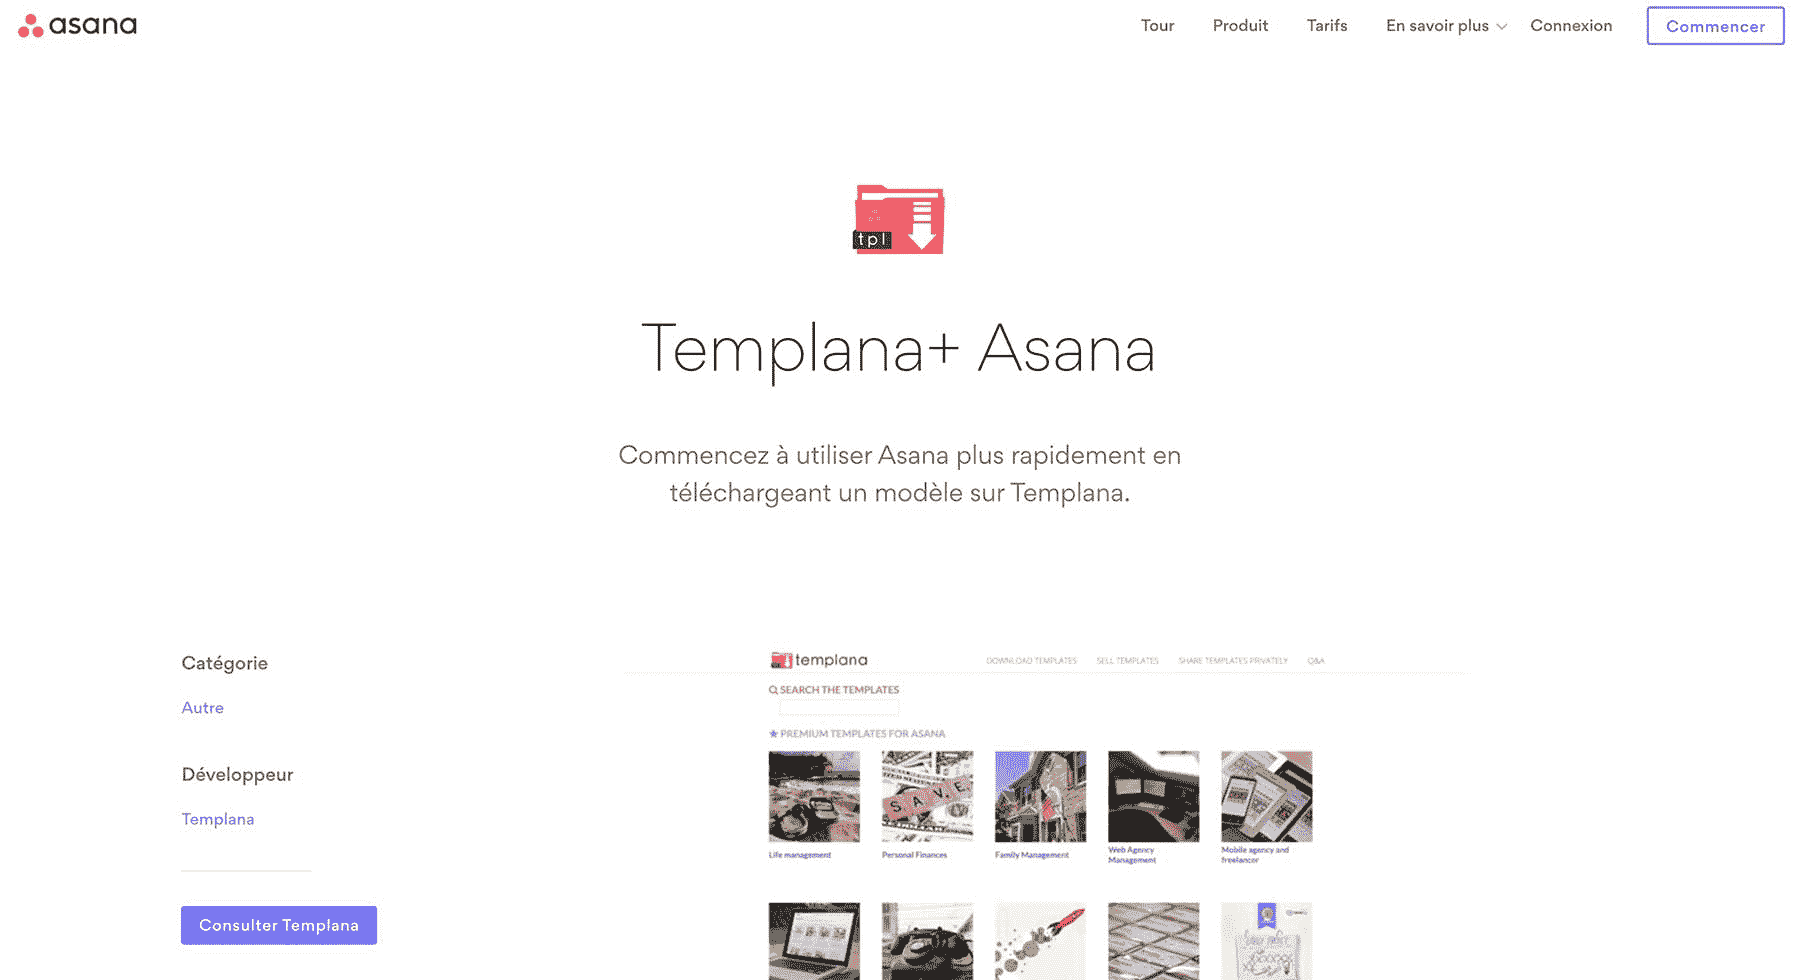 asana
Tour Produit Tarifs En savoir plus Connexion Commencer
tpl
Templana+ Asana
Commencez à utiliser Asana plus rapidement en
téléchargeant un modèle sur Templana.
Catégorie
Autre
Développeur
Templana
Consulter Templana
templana
DOWNLOAD TEMPLATES SELL TEMPLATES SHARE TEMPLATES PRIVATELY Q&A
SEARCH THE TEMPLATES
PREMIUM TEMPLATES FOR ASANA
S.A.V.E
Life management
Personal Finances
Family Management
Web Agency
Management
Mobile agency and
freelancer